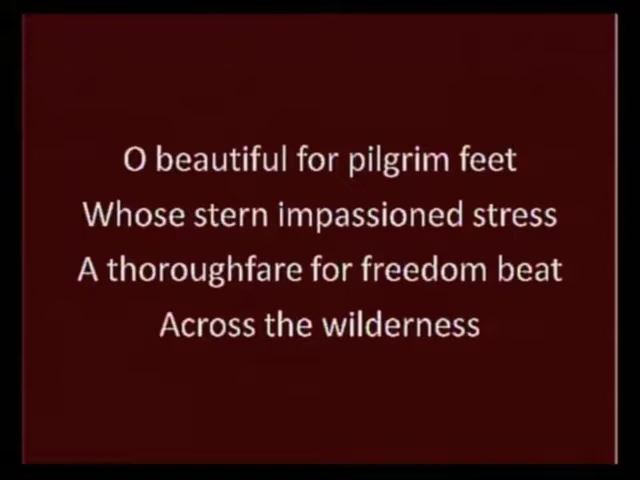 O beautiful for pilgrim feet
Whose stern impassioned stress
A thoroughfare for freedom beat
Across the wilderness